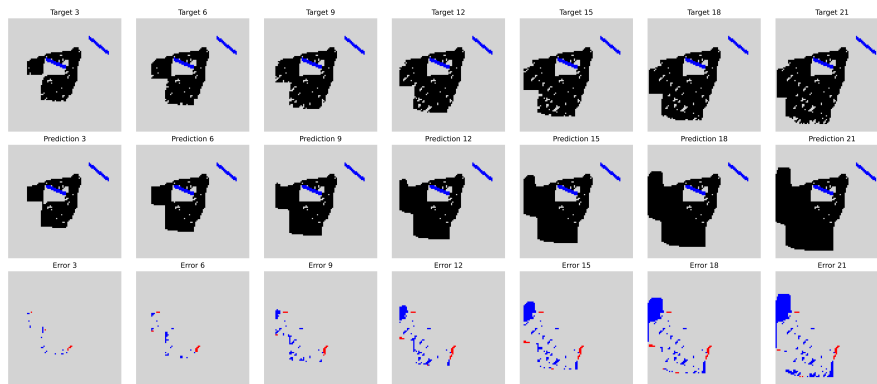 Target 3 Target 6 Target 9 Target 12 Target 15 Target 18 Target 21
Prediction 3 Prediction 6 Prediction 9 Prediction 12 Prediction 15 Prediction 18 Prediction 21
Error 3 Error 6 Error 9 Error 12 Error 15 Error 18 Error 21